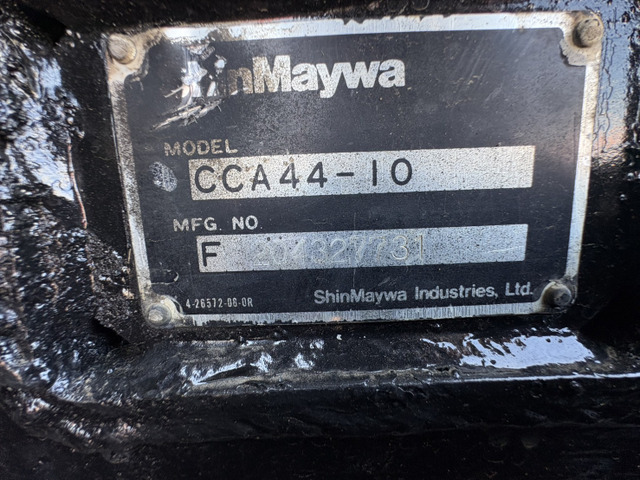 ShinMaywa
MODEL
CCA44-10
MFG. NO.
F
4-26572-06-0R
ShinMaywa Industries, Ltd.